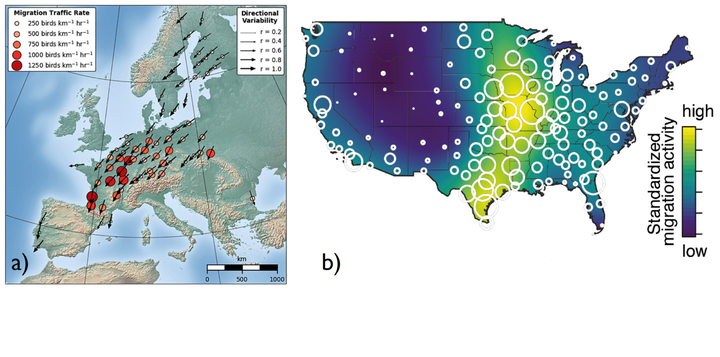 Migration Traffic Rate
250 birds km⁻¹ hr⁻¹
500 birds km⁻¹ hr⁻¹
750 birds km⁻¹ hr⁻¹
1000 birds km⁻¹ hr⁻¹
1250 birds km⁻¹ hr⁻¹
Directional
Variability
r = 0.2
r = 0.4
r = 0.6
r = 0.8
r = 1.0
km
0 500 1000
a)
b)
Standardized
migration activity
high
low